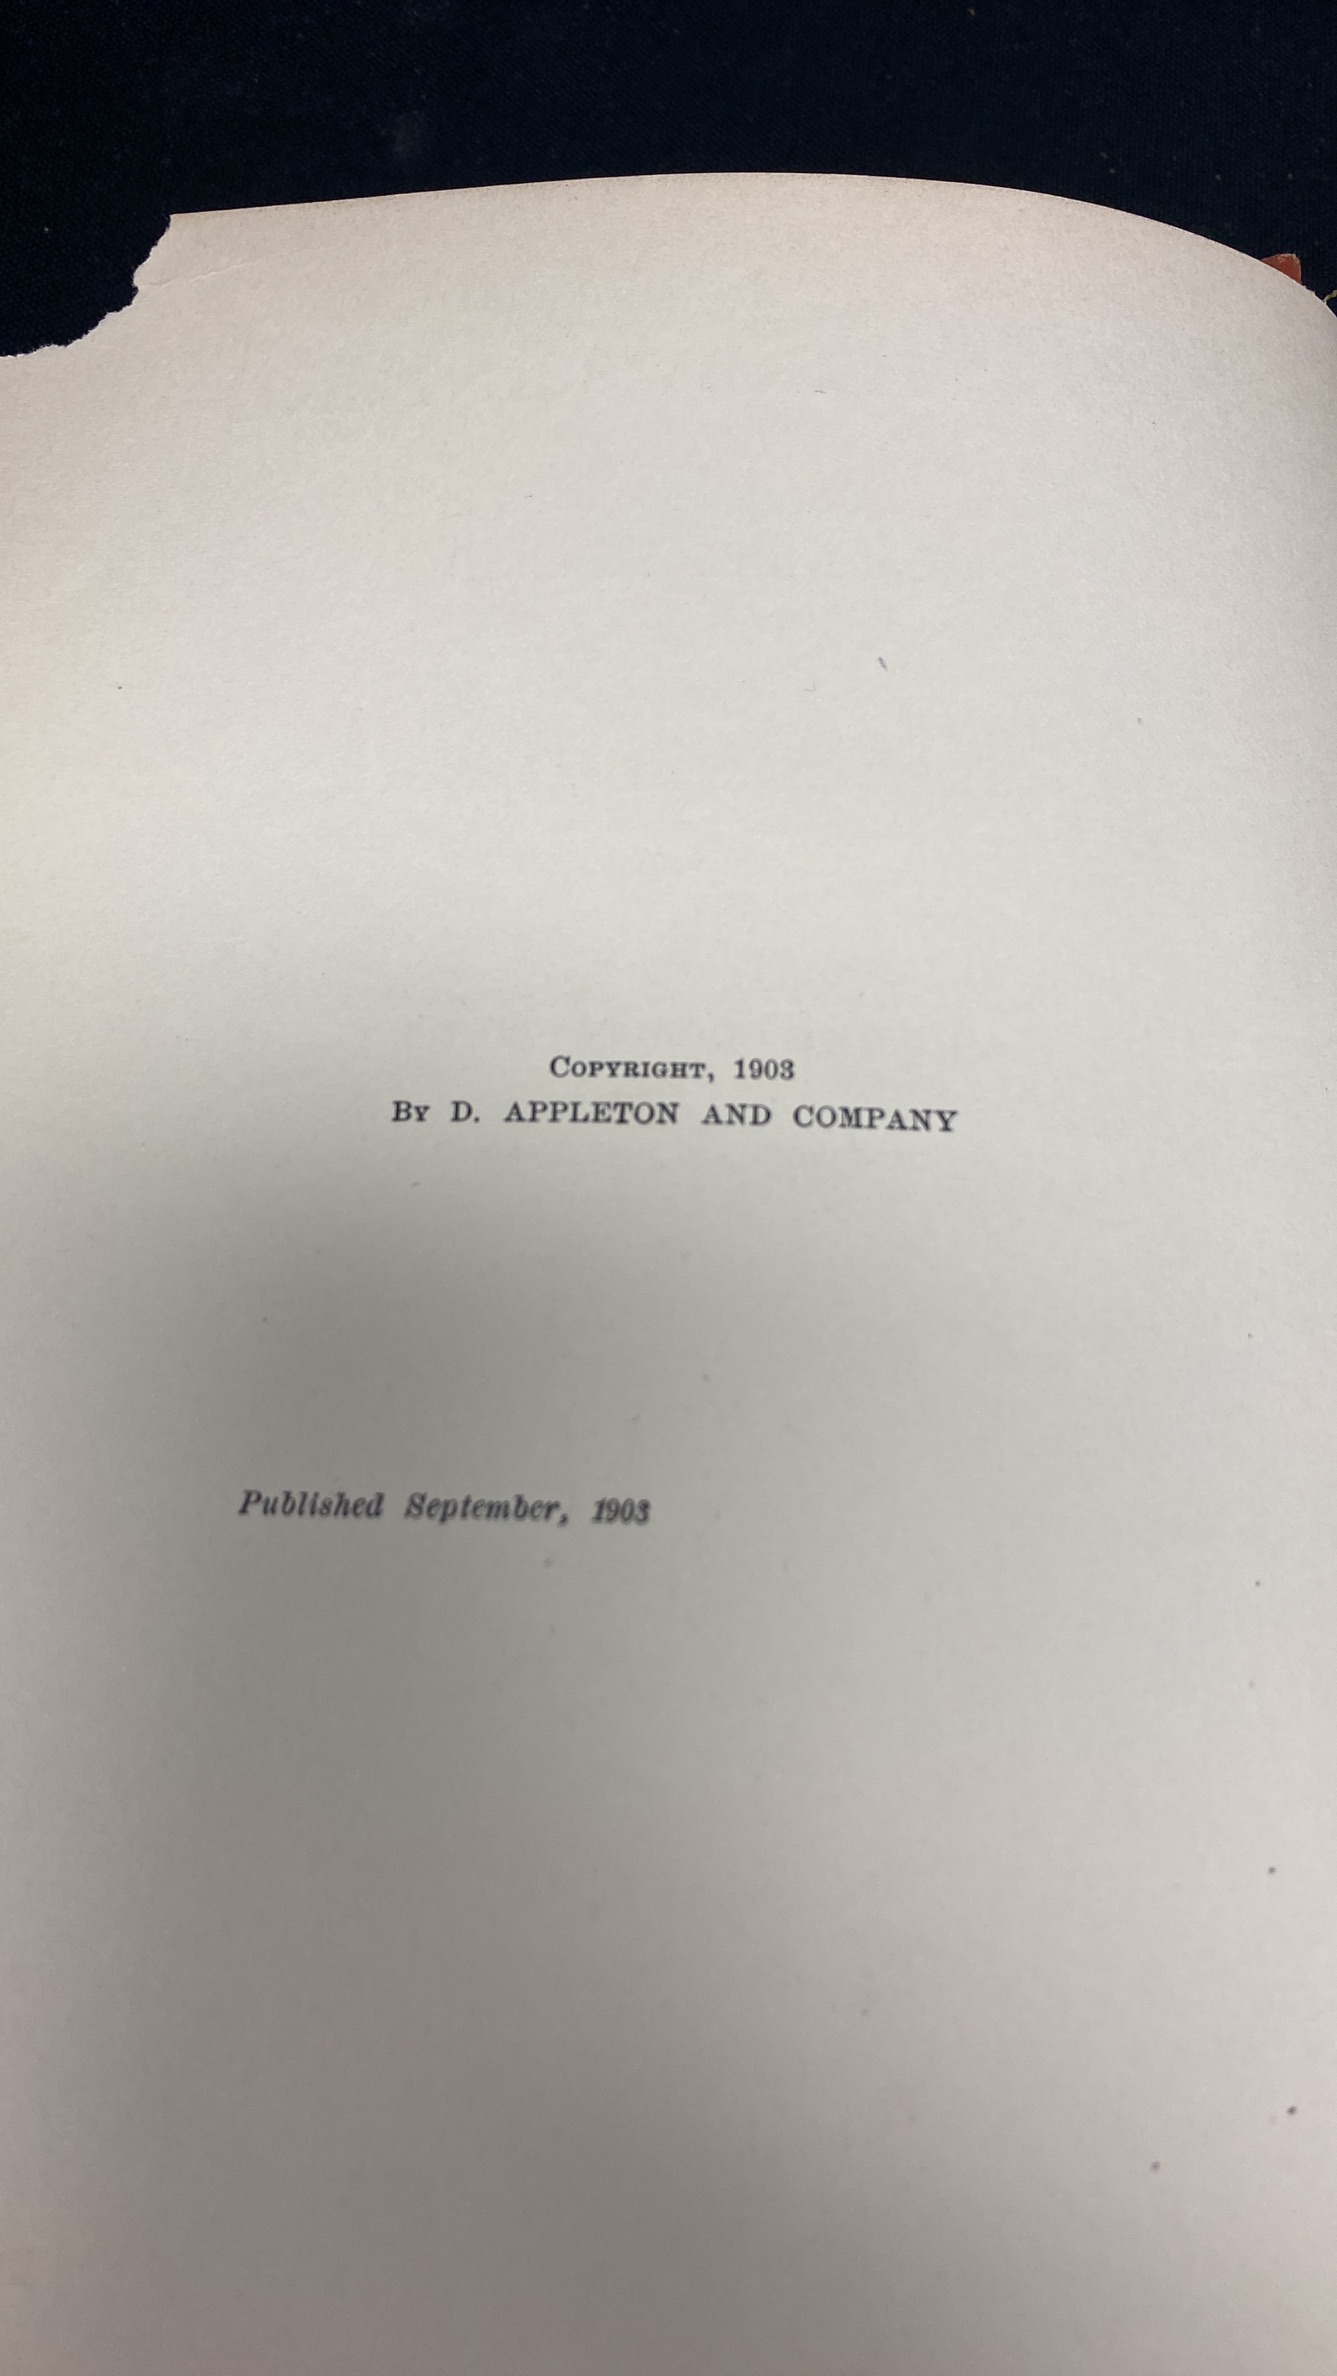 Copyright, 1903
By D. APPLETON AND COMPANY
Published September, 1903